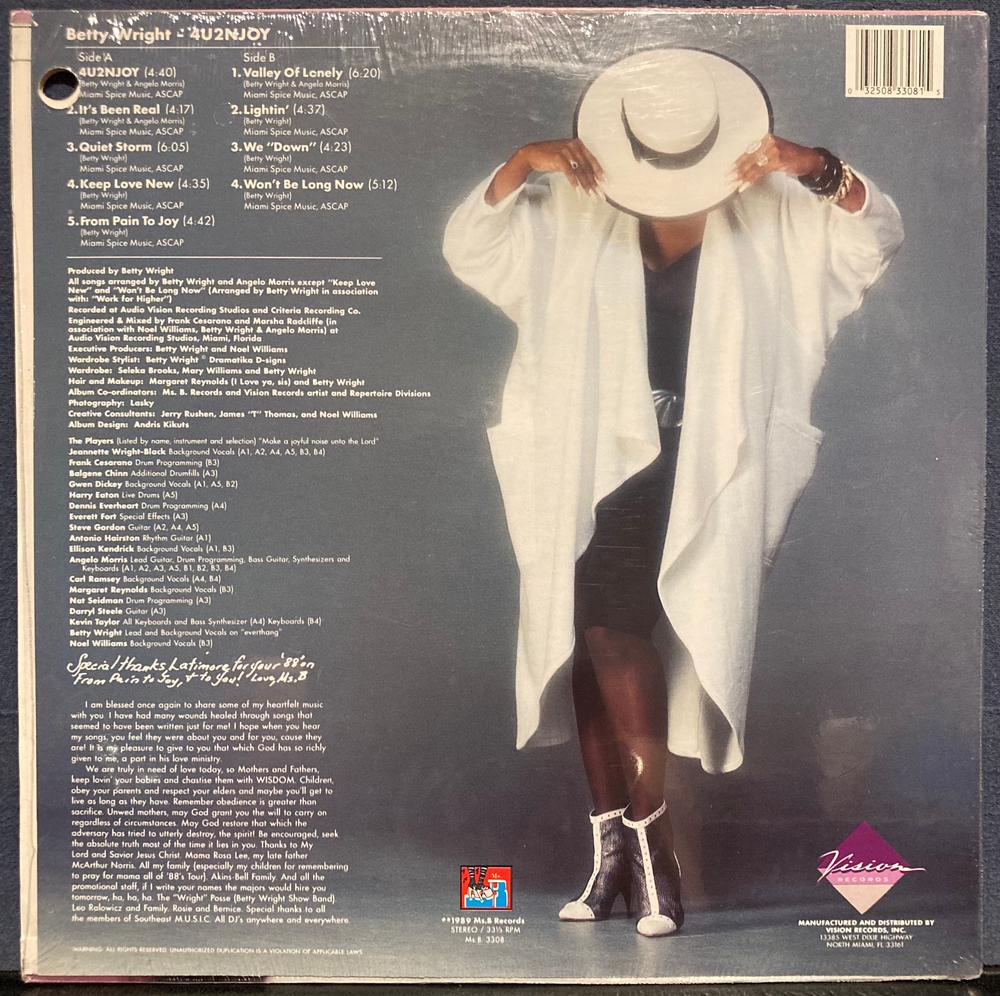 Betty Wright - 4U2NJOY
Side A
4U2NJOY (4:40)
(Betty Wright & Angelo Morris)
Miami Spice Music, ASCAP
2. It's Been Real (4:17)
(Betty Wright & Angelo Morris)
Miami Spice Music, ASCAP
3. Quiet Storm (6:05)
(Betty Wright)
Miami Spice Music, ASCAP
4. Keep Love New (4:35)
(Betty Wright)
Miami Spice Music, ASCAP
5. From Pain To Joy (4:42)
(Betty Wright)
Miami Spice Music, ASCAP
Side B
1. Valley Of Lonely (6:20)
(Betty Wright & Angelo Morris)
Miami Spice Music, ASCAP
2. Lightin' (4:37)
(Betty Wright)
Miami Spice Music, ASCAP
3. We "Down" (4:23)
(Betty Wright)
Miami Spice Music, ASCAP
4. Won't Be Long Now (5:12)
(Betty Wright)
Miami Spice Music, ASCAP
0 32508 33081 5
Produced by Betty Wright
All songs arranged by Betty Wright and Angelo Morris except "Keep Love
New" and "Won't Be Long Now" (Arranged by Betty Wright in association
with: "Work for Higher")
Recorded at Audio Vision Recording Studios and Criteria Recording Co.
Engineered & Mixed by Frank Cesarano and Marsha Radcliffe (in
association with Noel Williams, Betty Wright & Angelo Morris) at
Audio Vision Recording Studios, Miami, Florida
Executive Producers: Betty Wright and Noel Williams
Wardrobe Stylist: Betty Wright © Dramatika D-signs
Wardrobe: Seleka Brooks, Mary Williams and Betty Wright
Hair and Makeup: Margaret Reynolds (I Love ya, sis) and Betty Wright
Album Co-ordinators: Ms. B. Records and Vision Records artist and Repertoire Divisions
Photography: Lasky
Creative Consultants: Jerry Rushen, James "T" Thomas, and Noel Williams
Album Design: Andris Kikuts
The Players (Listed by name, instrument and selection) "Make a joyful noise unto the Lord"
Jeannette Wright-Black Background Vocals (A1, A2, A4, A5, B3, B4)
Frank Cesarano Drum Programming (B3)
Balgene Chinn Additional Drumfills (A3)
Gwen Dickey Background Vocals (A1, A5, B2)
Harry Eaton Live Drums (A5)
Dennis Everheart Drum Programming (A4)
Everett Fort Special Effects (A3)
Steve Gordon Guitar (A2, A4, A5)
Antonio Hairston Rhythm Guitar (A1)
Ellison Kendrick Background Vocals (A1, B3)
Angelo Morris Lead Guitar, Drum Programming, Bass Guitar, Synthesizers and
Keyboards (A1, A2, A3, A5, B1, B2, B3, B4)
Carl Ramsey Background Vocals (A4, B4)
Margaret Reynolds Background Vocals (B3)
Nat Seidman Drum Programming (A3)
Darryl Steele Guitar (A3)
Kevin Taylor All Keyboards and Bass Synthesizer (A4) Keyboards (B4)
Betty Wright Lead and Background Vocals on "everthang"
Noel Williams Background Vocals (B3)
Special thanks, Latimore, for your '88' on
From Pain to Joy, + to you! Love, Ms. B
I am blessed once again to share some of my heartfelt music
with you. I have had many wounds healed through songs that
seemed to have been written just for me! I hope when you hear
my songs, you feel they were about you and for you, cause they
are! It is my pleasure to give to you that which God has so richly
given to me, a part in his love ministry.
We are truly in need of love today, so Mothers and Fathers,
keep lovin' your babies and chastise them with WISDOM. Children,
obey your parents and respect your elders and maybe you'll get to
live as long as they have. Remember obedience is greater than
sacrifice. Unwed mothers, may God grant you the will to carry on
regardless of circumstances. May God restore that which the
adversary has tried to utterly destroy, the spirit! Be encouraged, seek
the absolute truth most of the time it lies in you. Thanks to My
Lord and Savior Jesus Christ. Mama Rosa Lee, my late father
McArthur Norris. All my family (especially my children for remembering
to pray for mama all of '88's Tour). Akins-Bell Family. And all the
promotional staff, if I write your names the majors would hire you
tomorrow, ha, ha, ha. The "Wright" Posse (Betty Wright Show Band).
Leo Ralowicz and Family. Rosie and Bernice. Special thanks to all
the members of Southeast M.U.S.I.C. All DJ's anywhere and everywhere.
WARNING: ALL RIGHTS RESERVED. UNAUTHORIZED DUPLICATION IS A VIOLATION OF APPLICABLE LAWS.
1989 Ms.B Records
STEREO / 33⅓ RPM
Ms.B. 3308
Vision
RECORDS
MANUFACTURED AND DISTRIBUTED BY
VISION RECORDS, INC.
13385 WEST DIXIE HIGHWAY
NORTH MIAMI, FL 33161